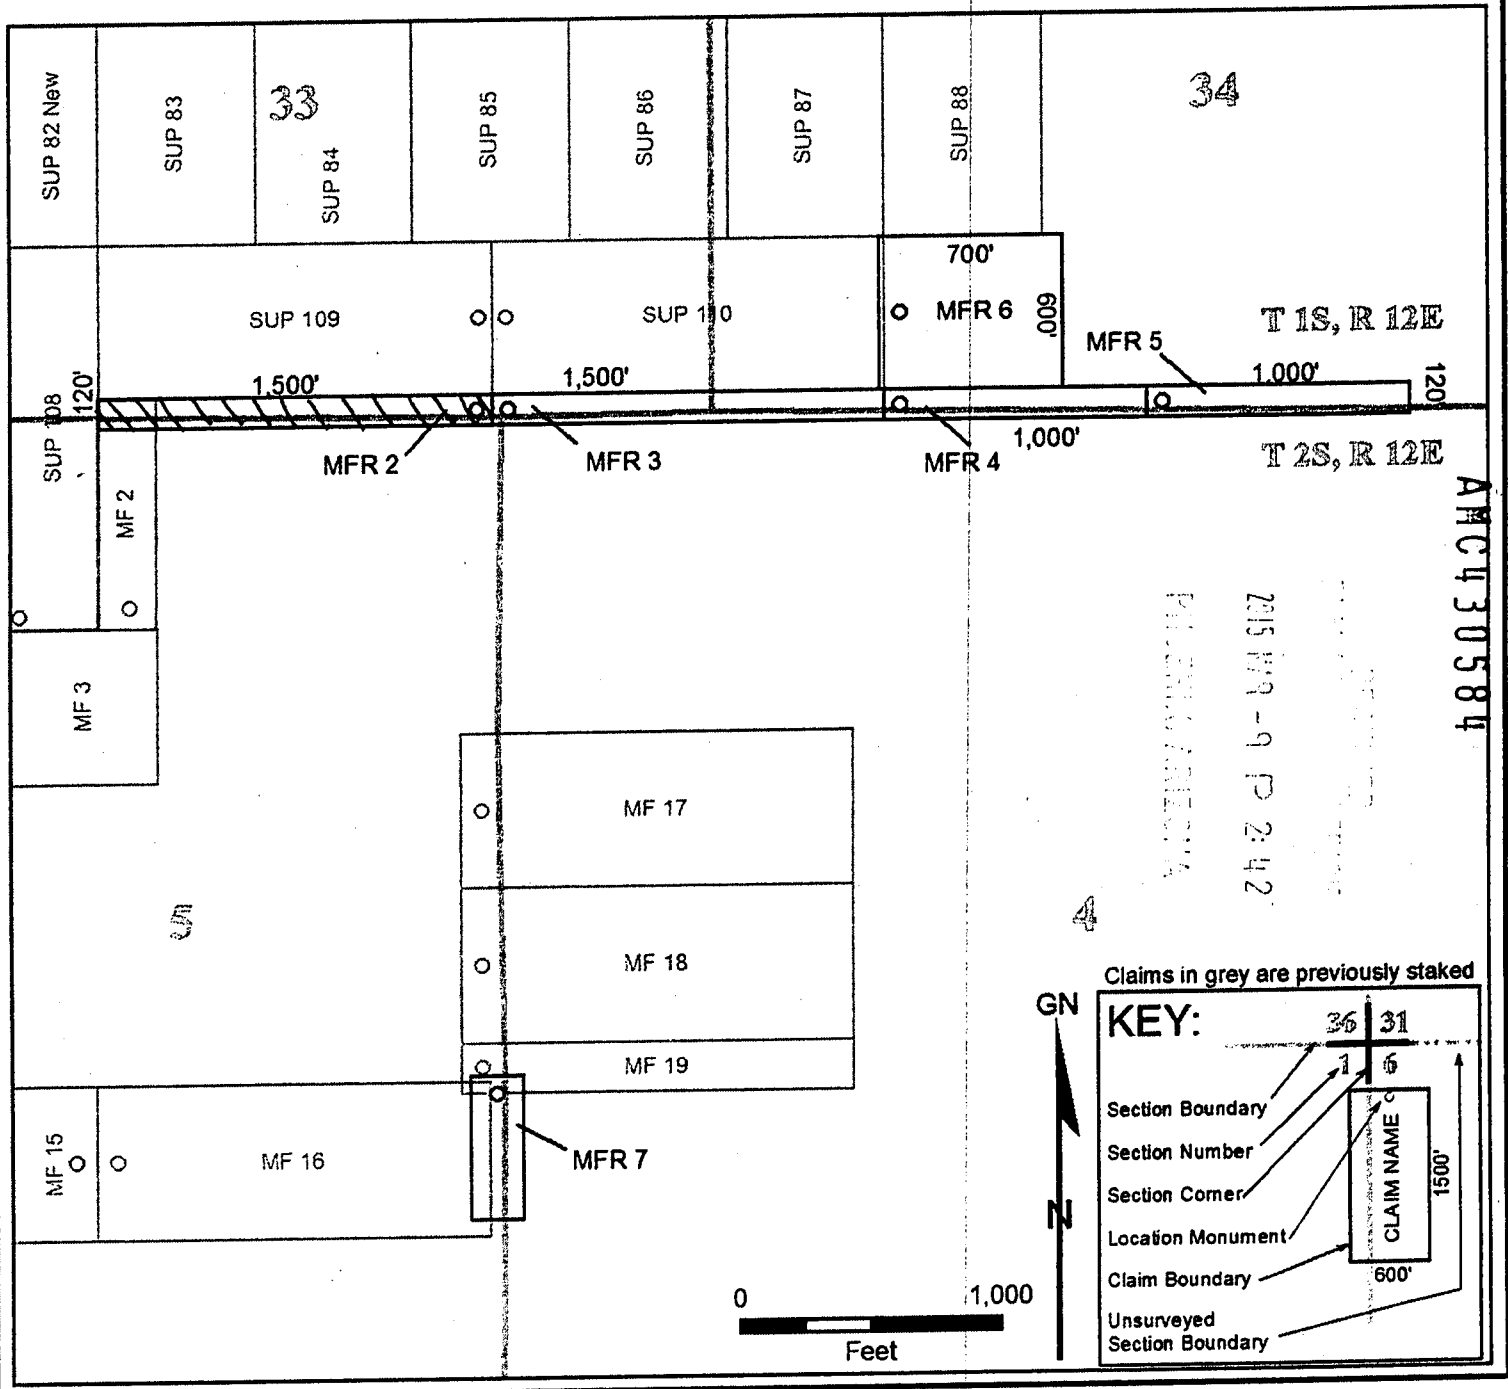 SUP 82 New
SUP 83
33
SUP 84
SUP 85
SUP 86
SUP 87
SUP 88
34
700'
SUP 109
SUP 110
MFR 6
600'
T 1S, R 12E
MFR 5
1,500'
1,500'
1,000'
120'
120'
SUP 108
MFR 2
MFR 3
MFR 4
1,000'
T 2S, R 12E
MF 2
AMC430584
MF 3
2015 MAR -9 P 2:42
MF 17
5
4
MF 18
MF 19
MF 15
MF 16
MFR 7
Claims in grey are previously staked
GN
N
KEY:
36 31
1 6
Section Boundary
Section Number
Section Corner
Location Monument
Claim Boundary
Unsurveyed
Section Boundary
CLAIM NAME
1500'
600'
0 1,000
Feet